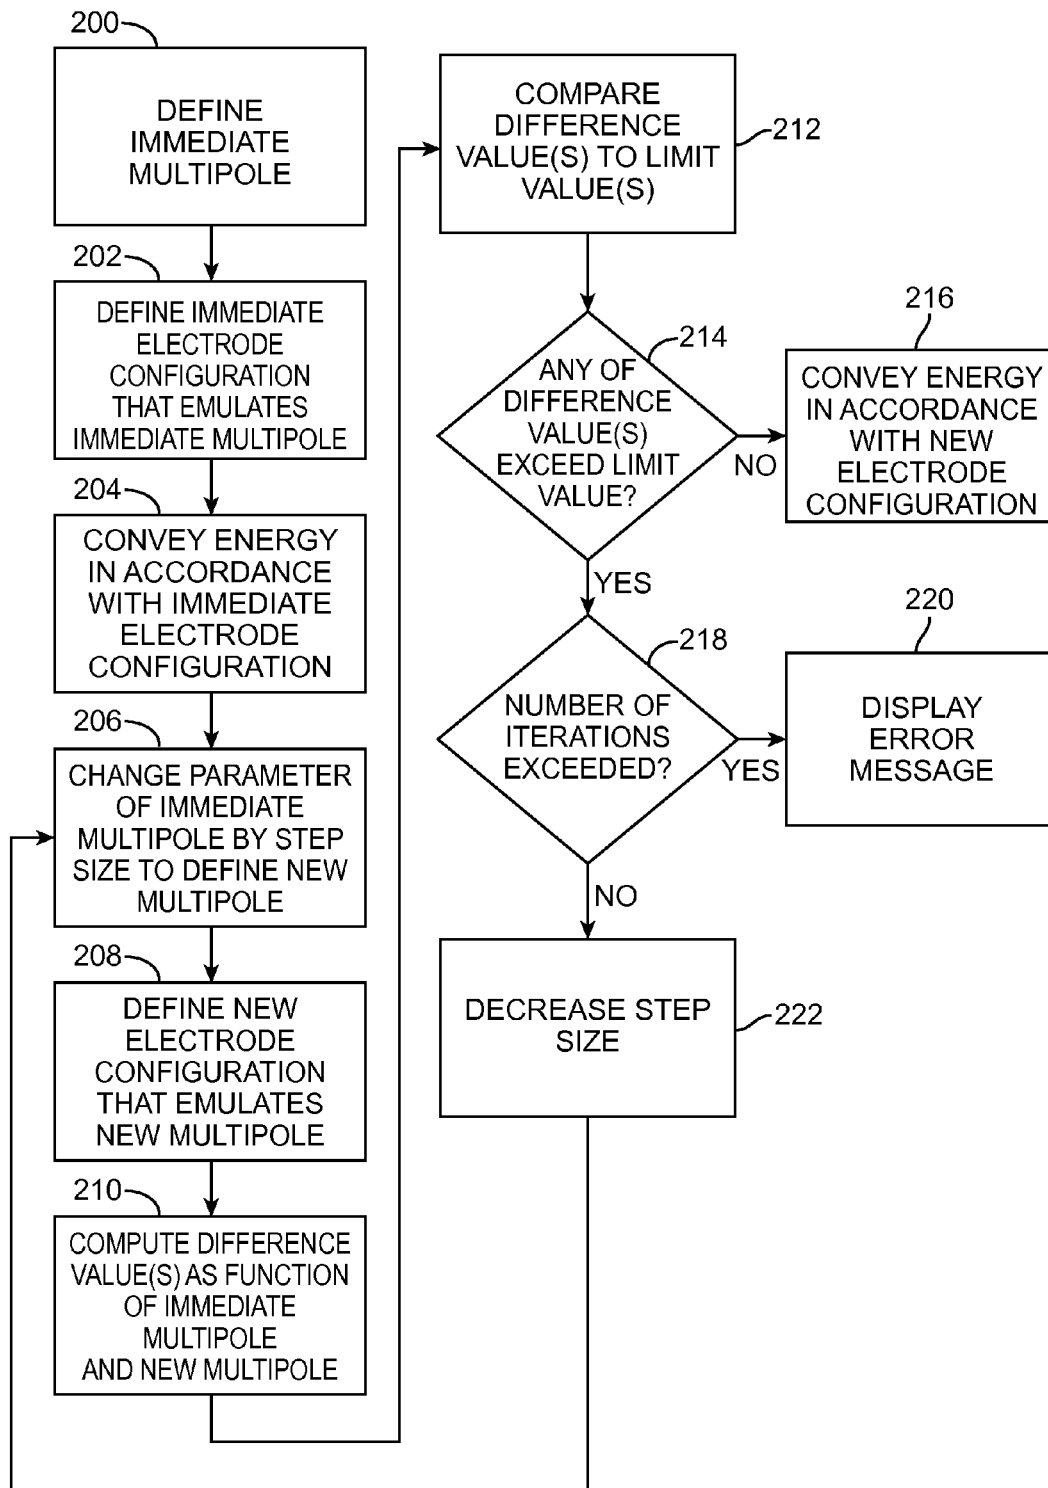 200
DEFINE
IMMEDIATE
MULTIPOLE
202
DEFINE IMMEDIATE
ELECTRODE
CONFIGURATION
THAT EMULATES
IMMEDIATE MULTIPOLE
204
CONVEY ENERGY
IN ACCORDANCE
WITH IMMEDIATE
ELECTRODE
CONFIGURATION
206
CHANGE PARAMETER
OF IMMEDIATE
MULTIPOLE BY STEP
SIZE TO DEFINE NEW
MULTIPOLE
208
DEFINE NEW
ELECTRODE
CONFIGURATION
THAT EMULATES
NEW MULTIPOLE
210
COMPUTE DIFFERENCE
VALUE(S) AS FUNCTION
OF IMMEDIATE
MULTIPOLE
AND NEW MULTIPOLE
COMPARE
DIFFERENCE
VALUE(S) TO LIMIT
VALUE(S)
212
214
ANY OF
DIFFERENCE
VALUE(S)
EXCEED LIMIT
VALUE?
NO
YES
216
CONVEY ENERGY
IN ACCORDANCE
WITH NEW
ELECTRODE
CONFIGURATION
218
NUMBER OF
ITERATIONS
EXCEEDED?
YES
NO
220
DISPLAY
ERROR
MESSAGE
DECREASE STEP
SIZE
222